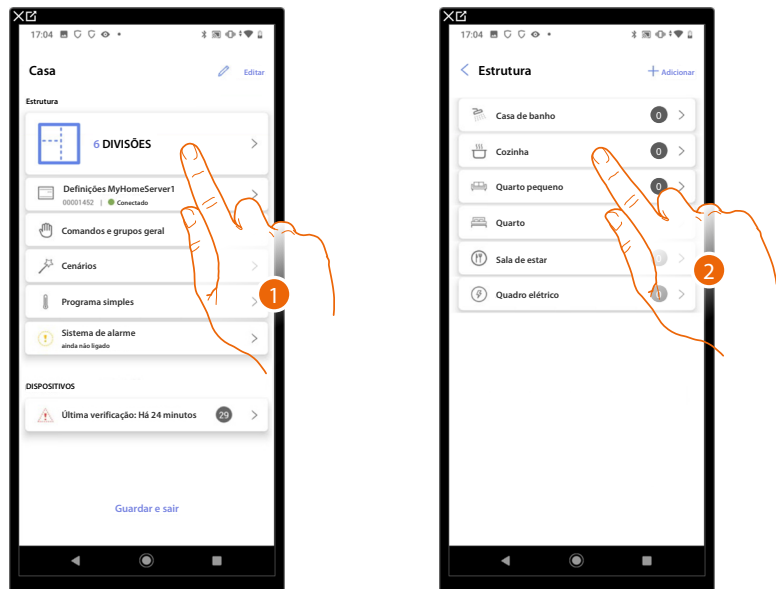 17:04
Casa
Editar
Estrutura
6 DIVISÕES
Definições MyHomeServer1
00001452 | Conectado
Comandos e grupos geral
Cenários
Programa simples
Sistema de alarme
ainda não ligado
DISPOSITIVOS
Última verificação: Há 24 minutos 29
Guardar e sair
1
17:04
Estrutura
Adicionar
Casa de banho 0
Cozinha 0
Quarto pequeno 0
Quarto
Sala de estar 0
Quadro elétrico
2